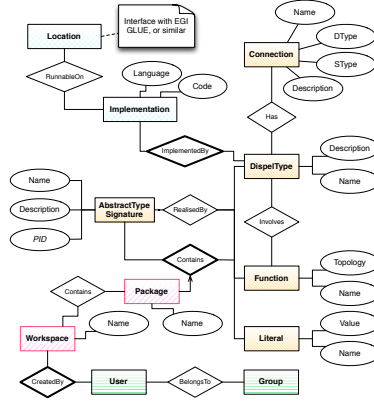 Name
Interface with EGI
GLUE, or similar
Location
Connection
DType
SType
Language
RunnableOn
Code
Description
Implementation
Has
ImplementedBy
Description
DispelType
Name
Name
AbstractType
Signature
RealisedBy
Description
Involves
PID
Contains
Topology
Function
Contains
Package
Name
Name
Name
Value
Workspace
Literal
Name
CreatedBy
User
BelongsTo
Group